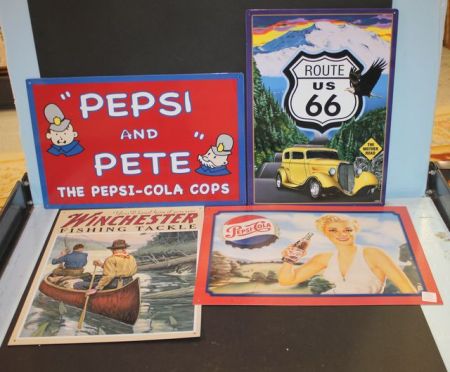 "PEPSI
AND
PETE"
THE PEPSI-COLA COPS
ROUTE
US
66
THE MOTHER
ROAD
WINCHESTER
FISHING TACKLE
PEPSI-COLA